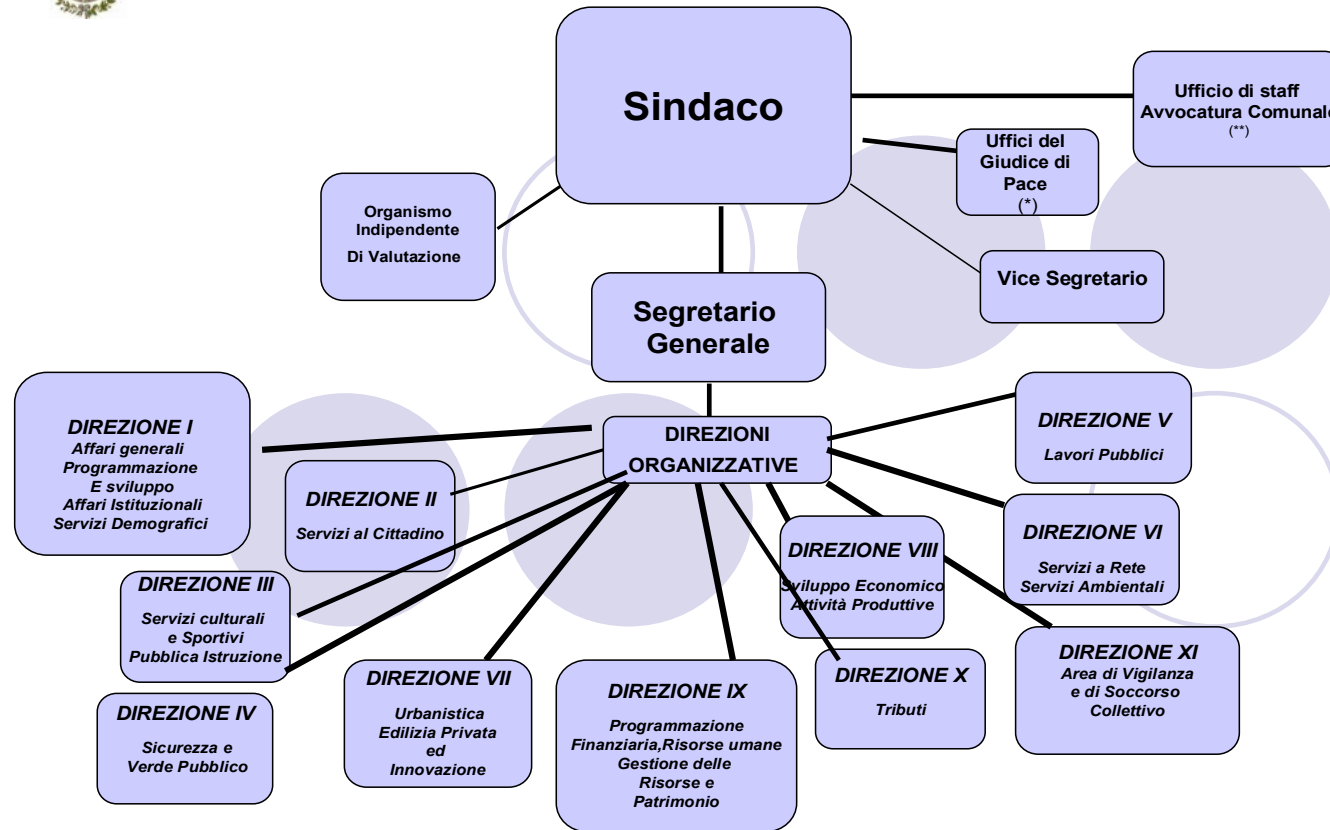 Sindaco
Ufficio di staff
Avvocatura Comunale
(**)
Uffici del
Giudice di
Pace
(*)
Organismo
Indipendente
Di Valutazione
Vice Segretario
Segretario
Generale
DIREZIONI
ORGANIZZATIVE
DIREZIONE I
Affari generali
Programmazione
E sviluppo
Affari Istituzionali
Servizi Demografici
DIREZIONE II
Servizi al Cittadino
DIREZIONE III
Servizi culturali
e Sportivi
Pubblica Istruzione
DIREZIONE IV
Sicurezza e
Verde Pubblico
DIREZIONE V
Lavori Pubblici
DIREZIONE VI
Servizi a Rete
Servizi Ambientali
DIREZIONE VII
Urbanistica
Edilizia Privata
ed
Innovazione
DIREZIONE VIII
Sviluppo Economico
Attività Produttive
DIREZIONE IX
Programmazione
Finanziaria,Risorse umane
Gestione delle
Risorse e
Patrimonio
DIREZIONE X
Tributi
DIREZIONE XI
Area di Vigilanza
e di Soccorso
Collettivo